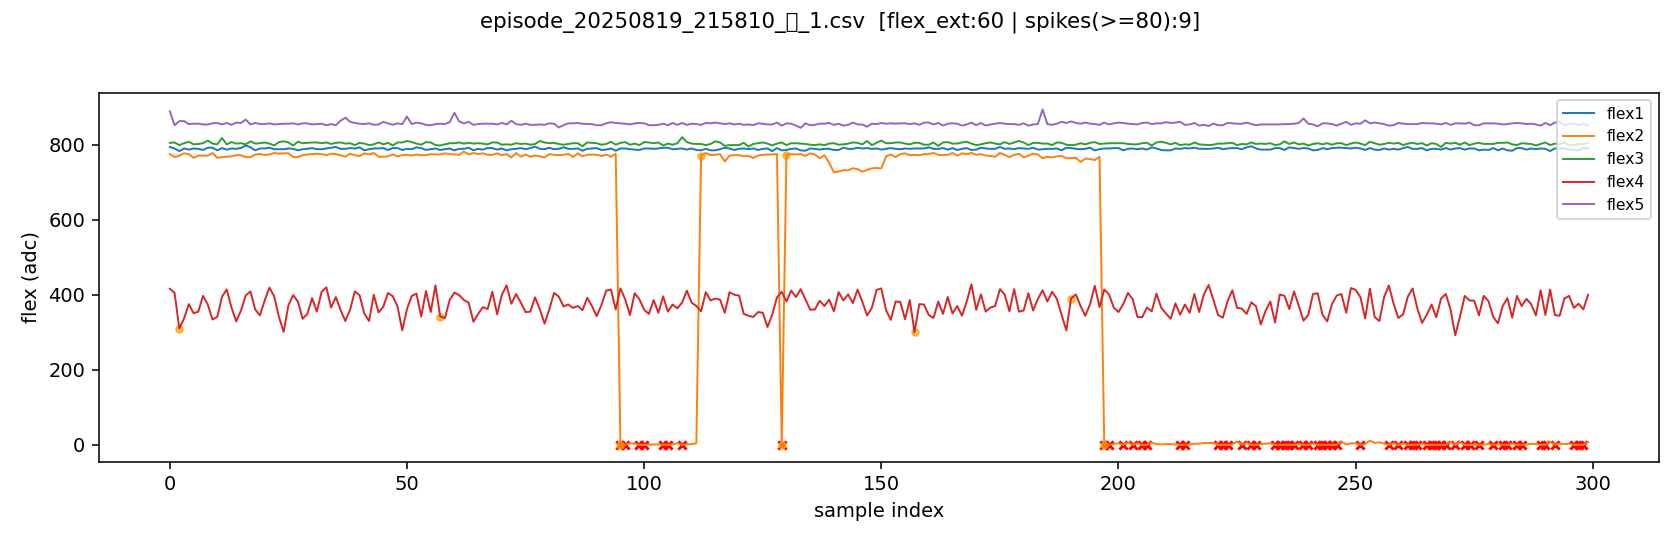 episode_20250819_215810_▯_1.csv [flex_ext:60 | spikes(>=80):9]
flex1
flex2
flex3
flex4
flex5
flex (adc)
800
600
400
200
0
0
50
100
150
200
250
300
sample index